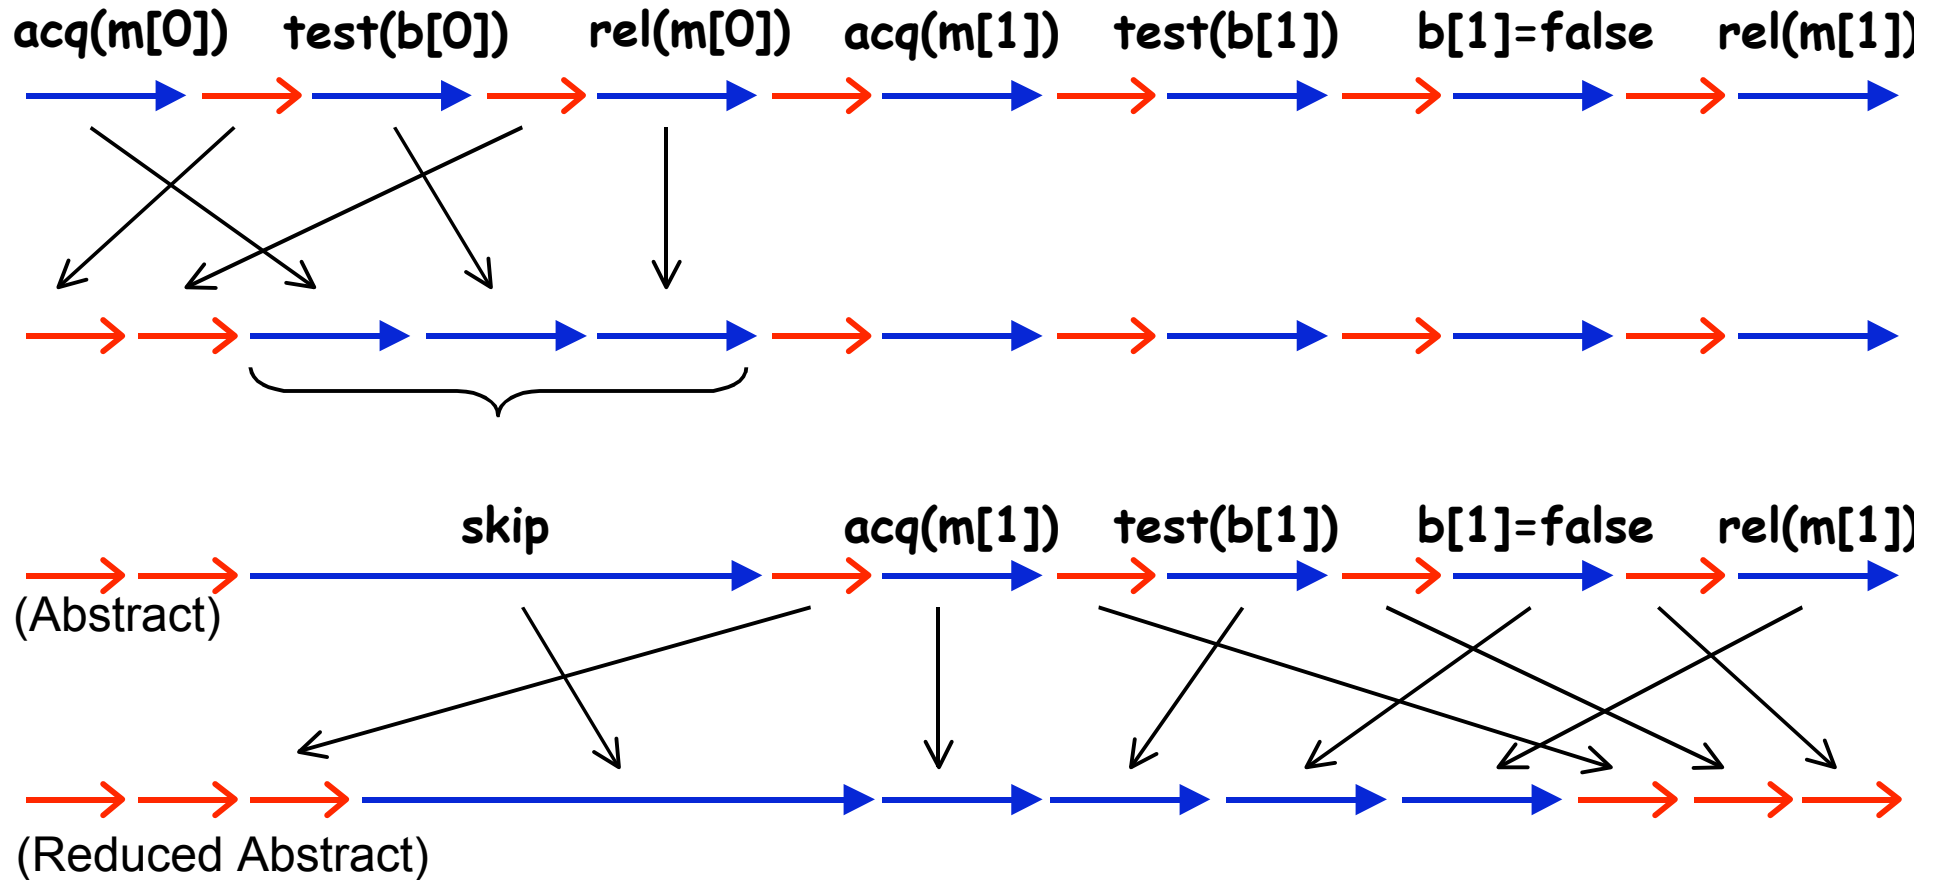 acq(m[0]) test(b[0]) rel(m[0]) acq(m[1]) test(b[1]) b[1]=false rel(m[1])
skip acq(m[1]) test(b[1]) b[1]=false rel(m[1])
(Abstract)
(Reduced Abstract)